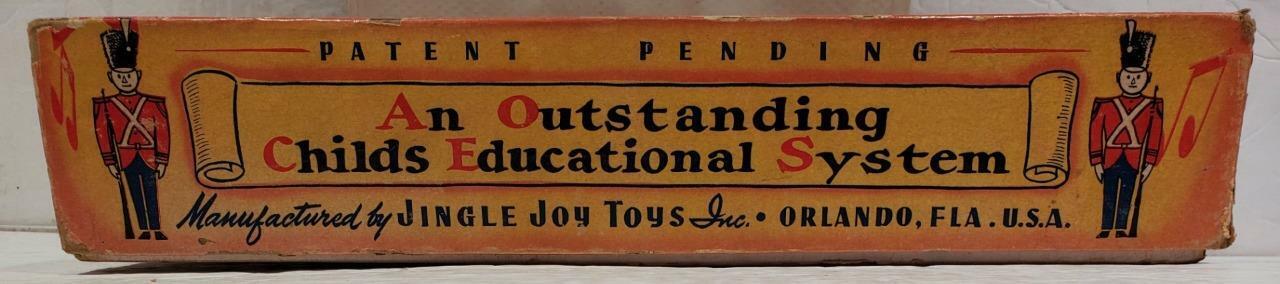 PATENT PENDING
An Outstanding
Childs Educational System
Manufactured by JINGLE JOY TOYS Inc. • ORLANDO, FLA. U.S.A.